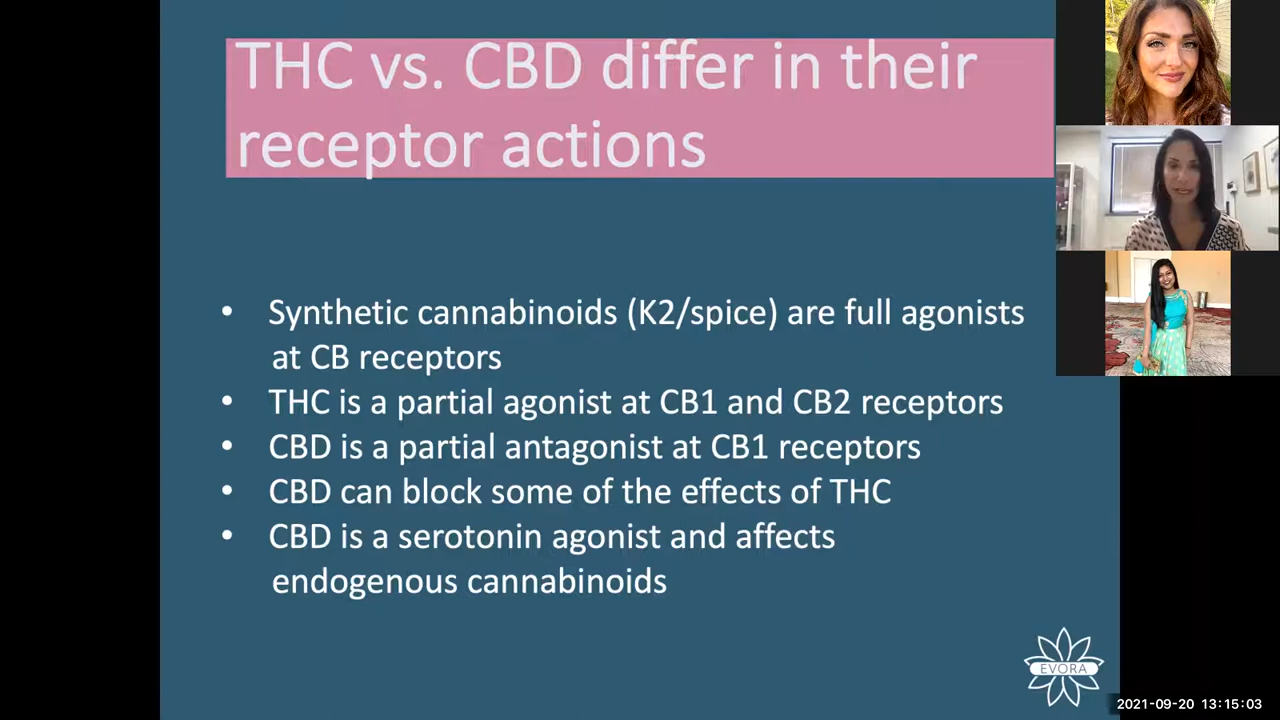 THC vs. CBD differ in their
receptor actions
• Synthetic cannabinoids (K2/spice) are full agonists
at CB receptors
• THC is a partial agonist at CB1 and CB2 receptors
• CBD is a partial antagonist at CB1 receptors
• CBD can block some of the effects of THC
• CBD is a serotonin agonist and affects
endogenous cannabinoids
EVORA
2021-09-20 13:15:03